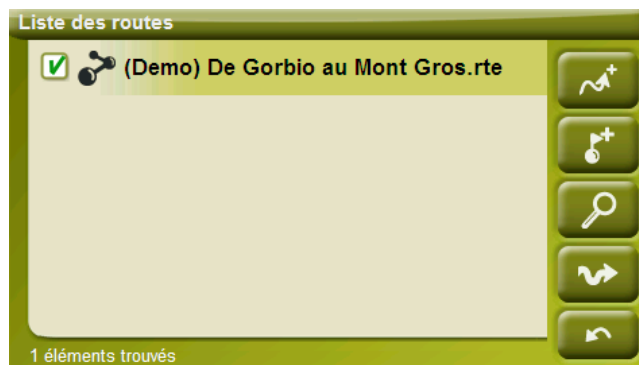 Liste des routes
(Demo) De Gorbio au Mont Gros.rte
1 éléments trouvés